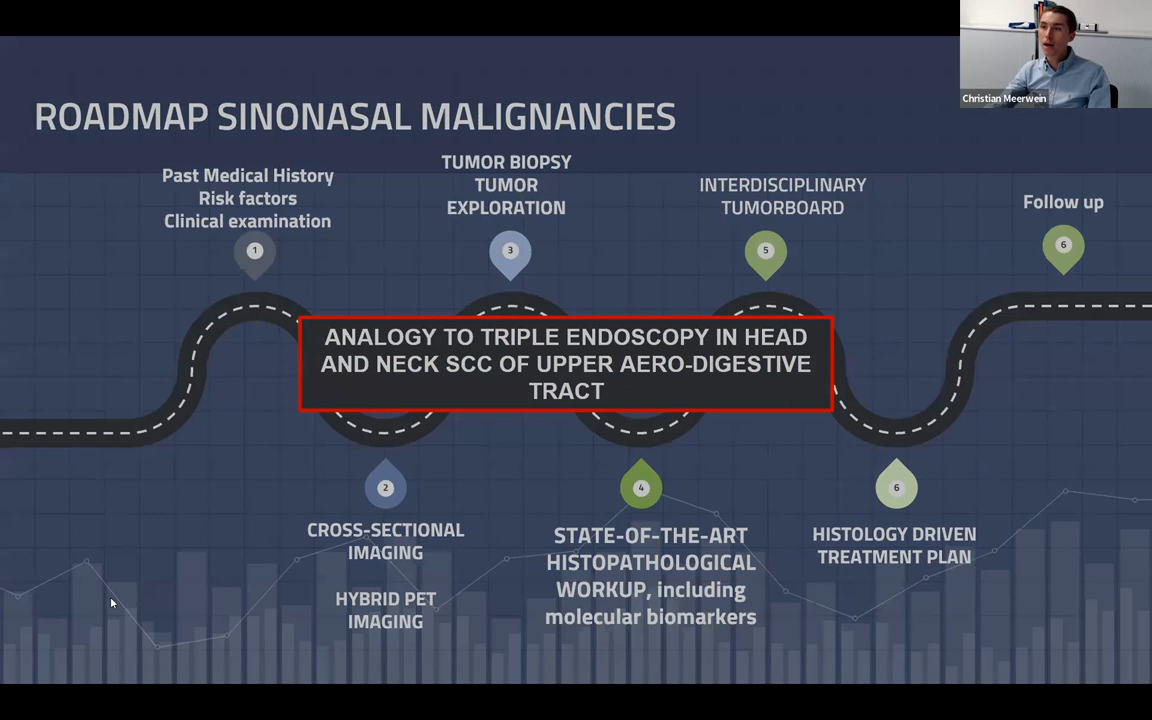 Christian Meerwein
ROADMAP SINONASAL MALIGNANCIES
Past Medical History
Risk factors
Clinical examination
1
TUMOR BIOPSY
TUMOR
EXPLORATION
3
INTERDISCIPLINARY
TUMORBOARD
5
Follow up
6
ANALOGY TO TRIPLE ENDOSCOPY IN HEAD
AND NECK SCC OF UPPER AERO-DIGESTIVE
TRACT
2
CROSS-SECTIONAL
IMAGING
HYBRID PET
IMAGING
4
STATE-OF-THE-ART
HISTOPATHOLOGICAL
WORKUP, including
molecular biomarkers
6
HISTOLOGY DRIVEN
TREATMENT PLAN